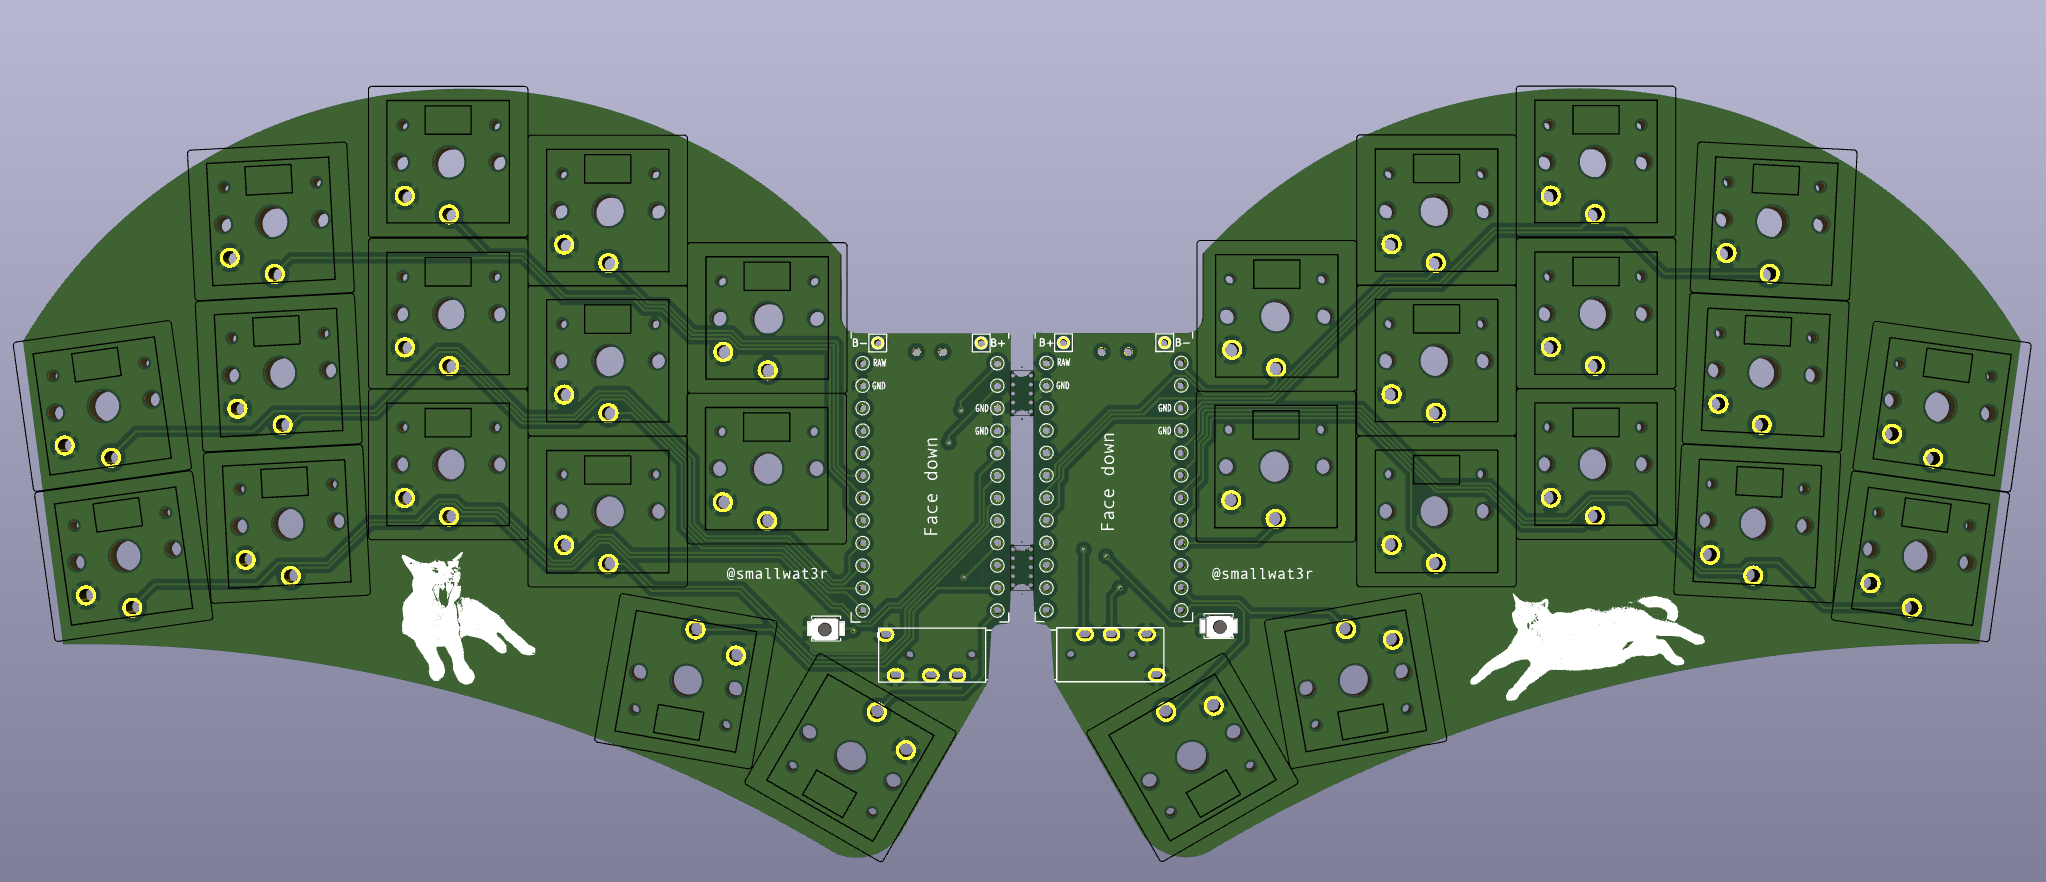 B-
B+
RAW
GND
GND
GND
Face down
@smallwat3r
B+
B-
RAW
GND
GND
GND
Face down
@smallwat3r